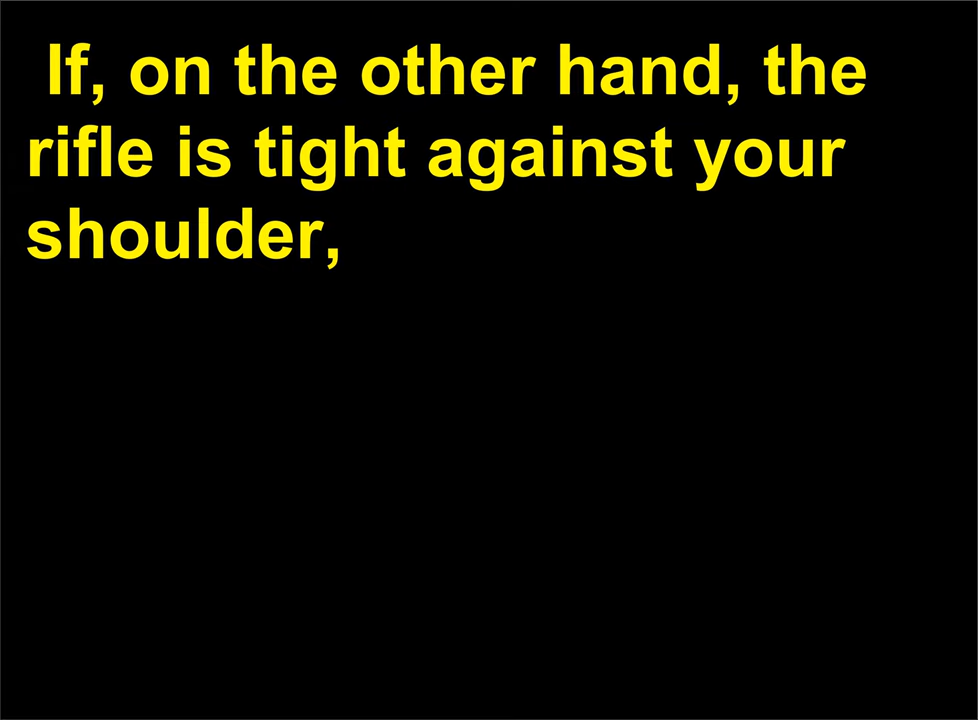 If, on the other hand, the
rifle is tight against your
shoulder,